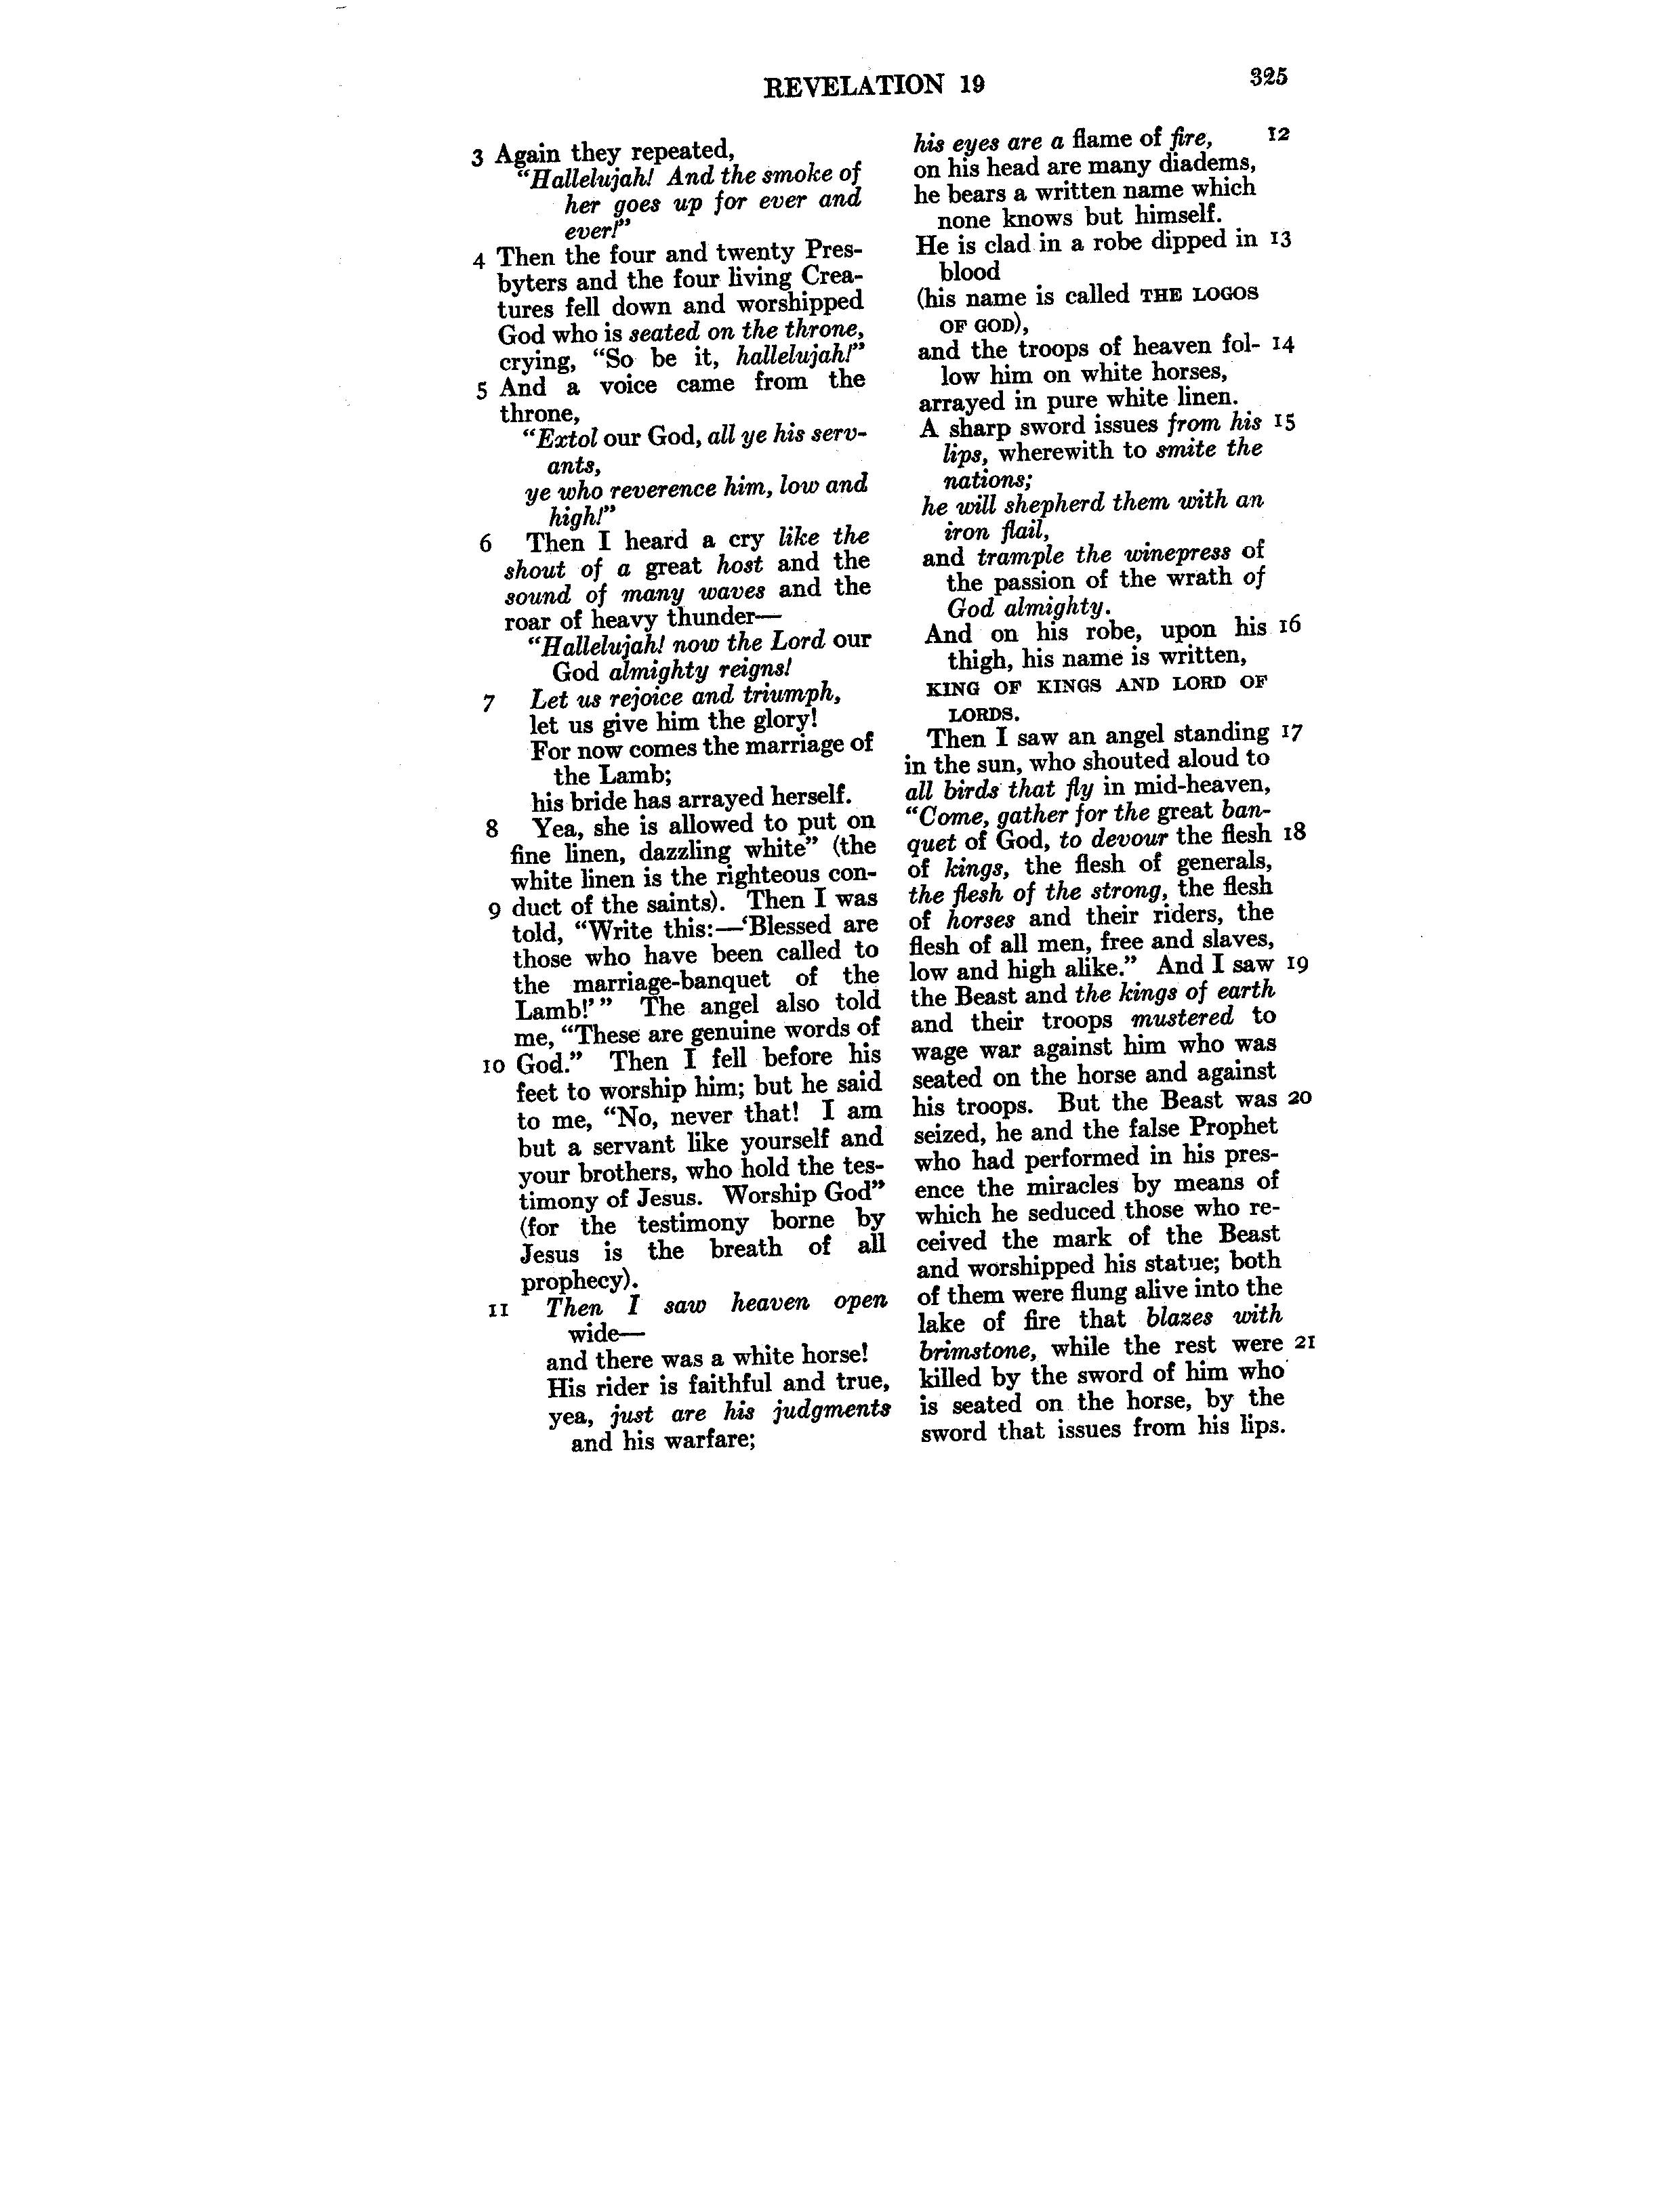 REVELATION 19 325
3 Again they repeated,
"Hallelujah! And the smoke of
her goes up for ever and
ever!"
4 Then the four and twenty Pres-
byters and the four living Crea-
tures fell down and worshipped
God who is seated on the throne,
crying, "So be it, hallelujah!"
5 And a voice came from the
throne,
"Extol our God, all ye his serv-
ants,
ye who reverence him, low and
high!"
6 Then I heard a cry like the
shout of a great host and the
sound of many waves and the
roar of heavy thunder—
"Hallelujah! now the Lord our
God almighty reigns!
7 Let us rejoice and triumph,
let us give him the glory!
For now comes the marriage of
the Lamb;
his bride has arrayed herself.
8 Yea, she is allowed to put on
fine linen, dazzling white" (the
white linen is the righteous con-
9 duct of the saints). Then I was
told, "Write this:—'Blessed are
those who have been called to
the marriage-banquet of the
Lamb!'" The angel also told
me, "These are genuine words of
10 God." Then I fell before his
feet to worship him; but he said
to me, "No, never that! I am
but a servant like yourself and
your brothers, who hold the tes-
timony of Jesus. Worship God"
(for the testimony borne by
Jesus is the breath of all
prophecy).
11 Then I saw heaven open
wide—
and there was a white horse!
His rider is faithful and true,
yea, just are his judgments
and his warfare;
his eyes are a flame of fire, 12
on his head are many diadems,
he bears a written name which
none knows but himself.
He is clad in a robe dipped in 13
blood
(his name is called THE LOGOS
OF GOD),
and the troops of heaven fol- 14
low him on white horses,
arrayed in pure white linen.
A sharp sword issues from his 15
lips, wherewith to smite the
nations;
he will shepherd them with an
iron flail,
and trample the winepress of
the passion of the wrath of
God almighty.
And on his robe, upon his 16
thigh, his name is written,
KING OF KINGS AND LORD OF
LORDS.
Then I saw an angel standing 17
in the sun, who shouted aloud to
all birds that fly in mid-heaven,
"Come, gather for the great ban-
quet of God, to devour the flesh 18
of kings, the flesh of generals,
the flesh of the strong, the flesh
of horses and their riders, the
flesh of all men, free and slaves,
low and high alike." And I saw 19
the Beast and the kings of earth
and their troops mustered to
wage war against him who was
seated on the horse and against
his troops. But the Beast was 20
seized, he and the false Prophet
who had performed in his pres-
ence the miracles by means of
which he seduced those who re-
ceived the mark of the Beast
and worshipped his statue; both
of them were flung alive into the
lake of fire that blazes with
brimstone, while the rest were 21
killed by the sword of him who
is seated on the horse, by the
sword that issues from his lips.